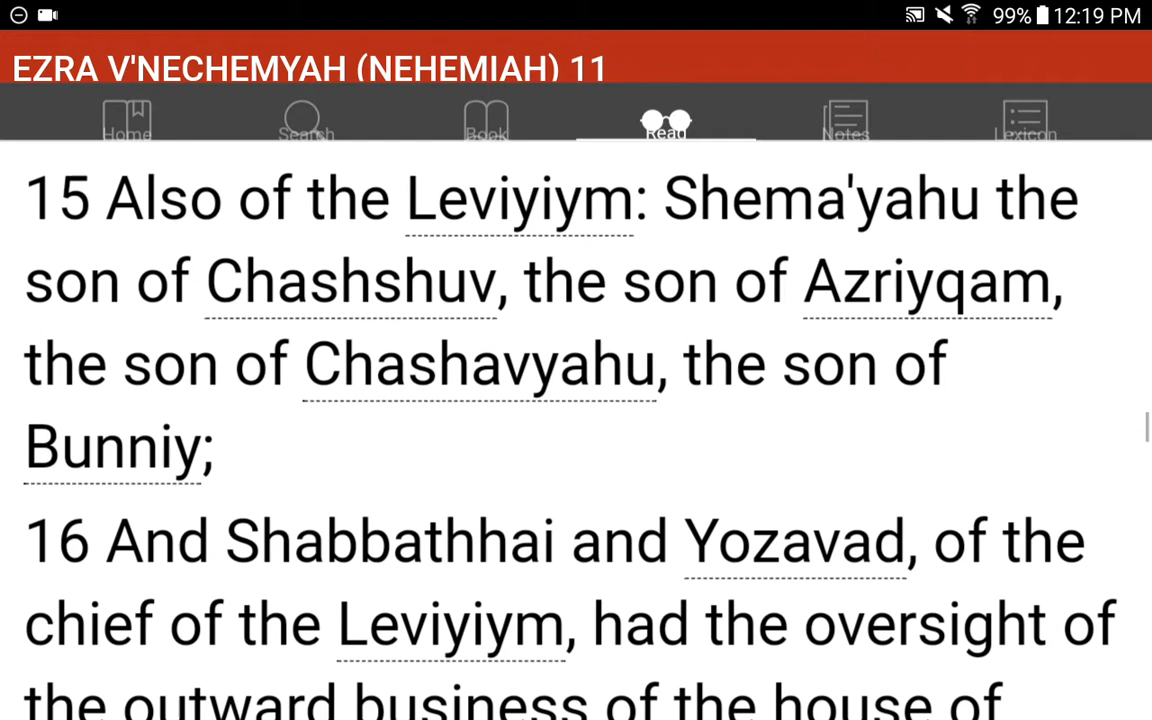 99% 12:19 PM
EZRA V'NECHEMYAH (NEHEMIAH) 11
Home Search Book Read Notes Lexicon
15 Also of the Leviyiym: Shema'yahu the
son of Chashshuv, the son of Azriyqam,
the son of Chashavyahu, the son of
Bunniy;
16 And Shabbathhai and Yozavad, of the
chief of the Leviyiym, had the oversight of
the outward business of the house of